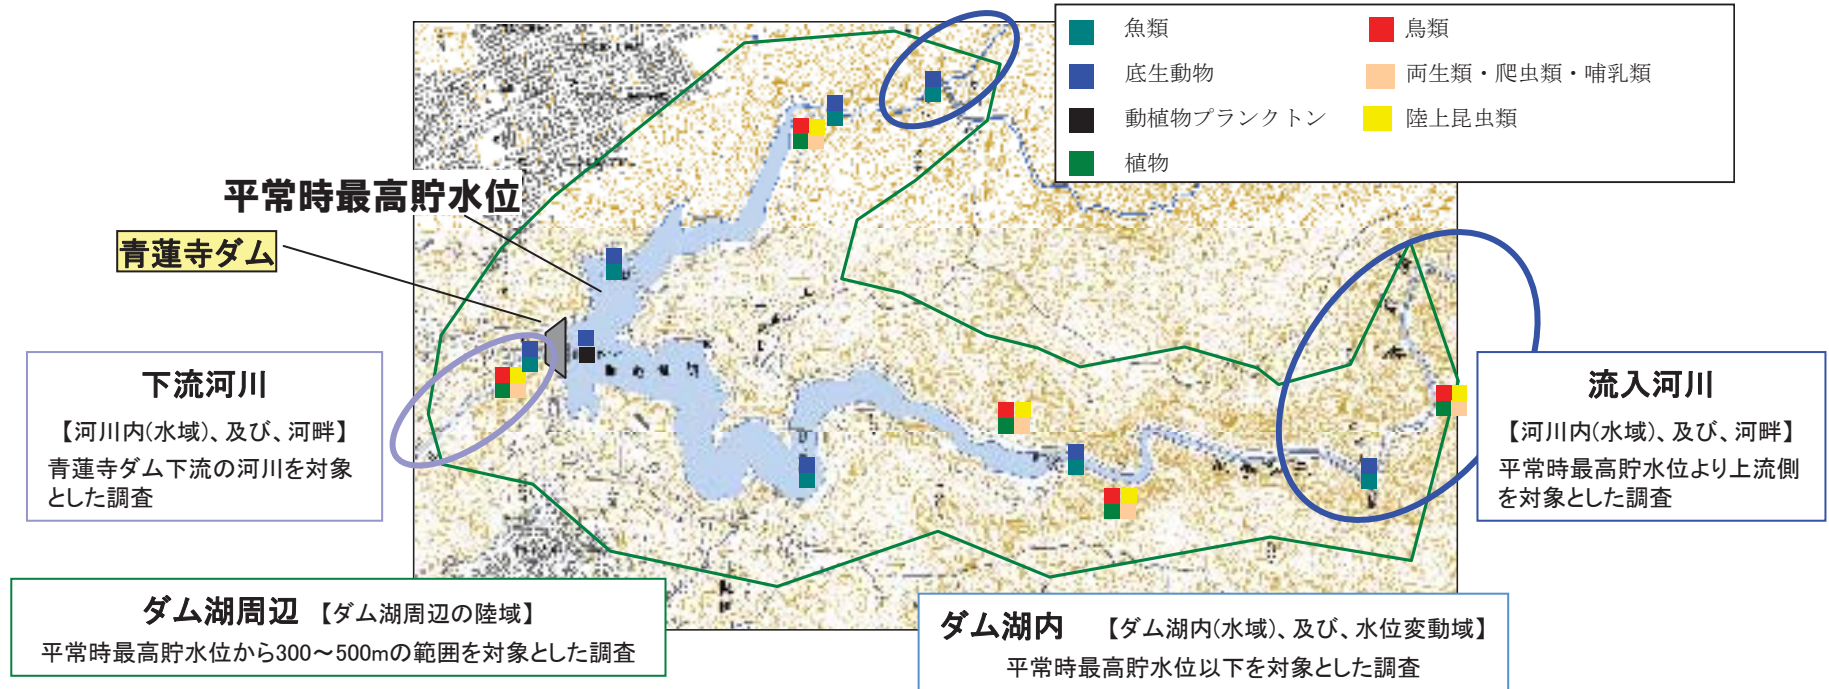 魚類
鳥類
底生動物
両生類・爬虫類・哺乳類
動植物プランクトン
陸上昆虫類
植物
平常時最高貯水位
青蓮寺ダム
下流河川
【河川内(水域)、及び、河畔】
青蓮寺ダム下流の河川を対象
とした調査
流入河川
【河川内(水域)、及び、河畔】
平常時最高貯水位より上流側
を対象とした調査
ダム湖周辺 【ダム湖周辺の陸域】
平常時最高貯水位から300～500mの範囲を対象とした調査
ダム湖内 【ダム湖内(水域)、及び、水位変動域】
平常時最高貯水位以下を対象とした調査